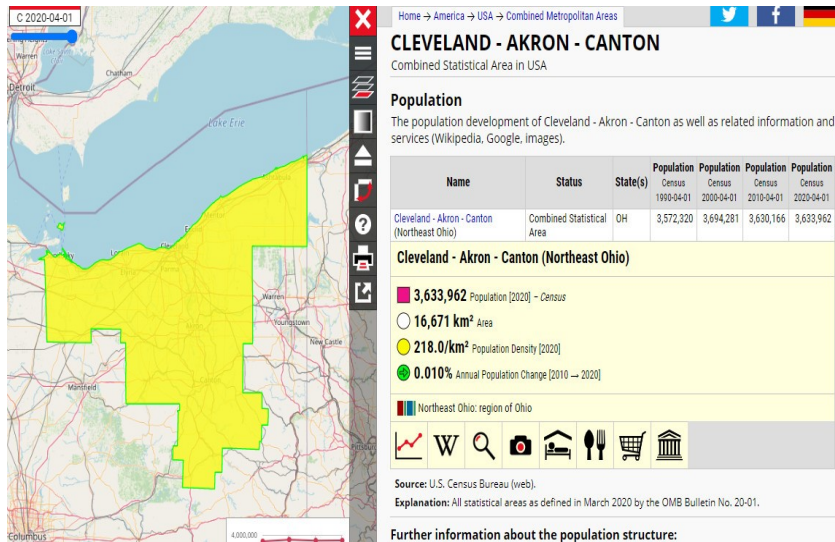 C 2020-04-01
Warren
Detroit
Chatham
Lake Erie
Warren
Youngstown
New Castle
Mansfield
Columbus
4,000,000
Home → America → USA → Combined Metropolitan Areas
CLEVELAND - AKRON - CANTON
Combined Statistical Area in USA
Population
The population development of Cleveland - Akron - Canton as well as related information and
services (Wikipedia, Google, images).
Name Status State(s) Population Census 1990-04-01 Population Census 2000-04-01 Population Census 2010-04-01 Population Census 2020-04-01
Cleveland - Akron - Canton (Northeast Ohio) Combined Statistical Area OH 3,572,320 3,694,281 3,630,166 3,633,962
Cleveland - Akron - Canton (Northeast Ohio)
3,633,962 Population [2020] – Census
16,671 km² Area
218.0/km² Population Density [2020]
0.010% Annual Population Change [2010 → 2020]
Northeast Ohio: region of Ohio
W
Source: U.S. Census Bureau (web).
Explanation: All statistical areas as defined in March 2020 by the OMB Bulletin No. 20-01.
Further information about the population structure: